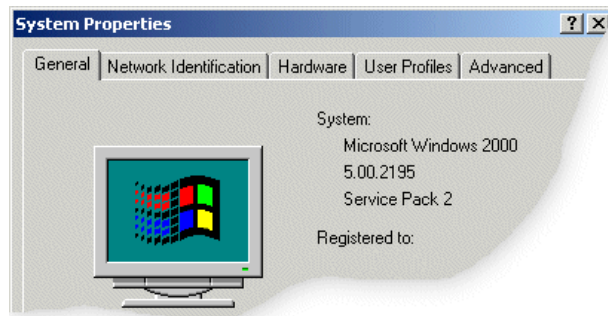 System Properties
General Network Identification Hardware User Profiles Advanced
System:
Microsoft Windows 2000
5.00.2195
Service Pack 2
Registered to: